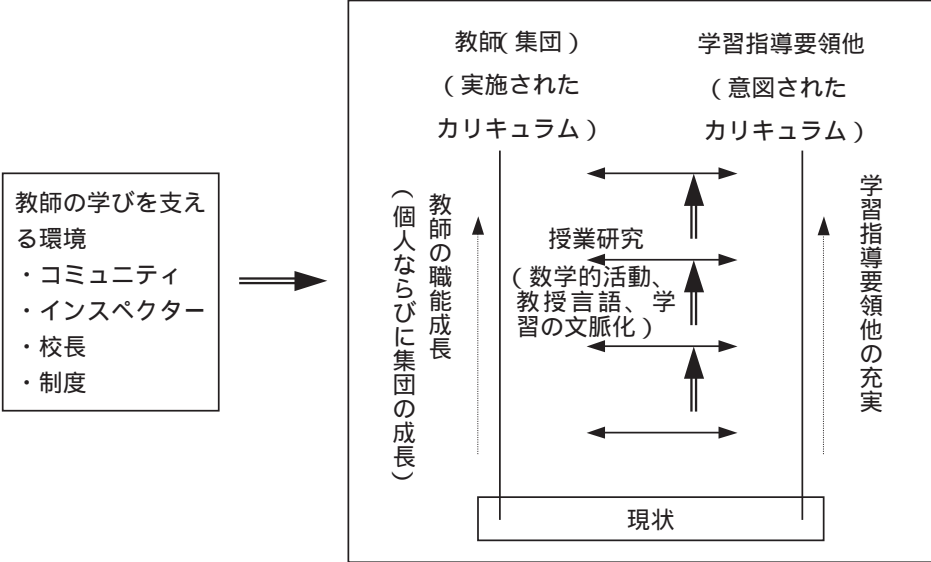 教師の学びを支え
る環境
・コミュニティ
・インスペクター
・校長
・制度
教師(集団)
(実施された
カリキュラム)
学習指導要領他
(意図された
カリキュラム)
教師の職能成長
(個人ならびに集団の成長)
授業研究
(数学的活動、
教授言語、学
習の文脈化)
学習指導要領他の充実
現状